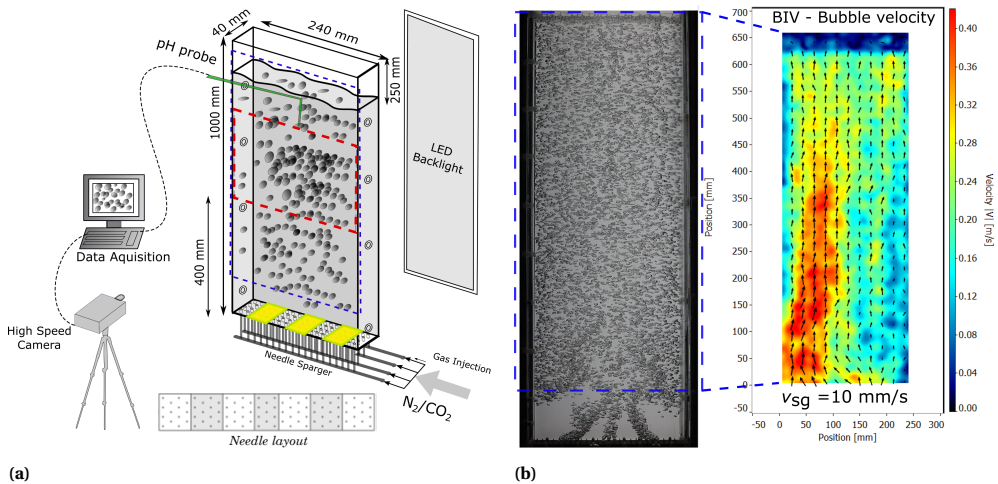 40 mm
240 mm
pH probe
250 mm
1000 mm
LED
Backlight
400 mm
Data Aquisition
High Speed
Camera
Needle Sparger
Gas Injection
N₂/CO₂
Needle layout
(a)
BIV - Bubble velocity
700
650
600
550
500
450
400
350
300
250
200
150
100
50
0
-50
Position [mm]
vsg =10 mm/s
-50 0 50 100 150 200 250 300
Position [mm]
0.40
0.36
0.32
0.28
0.24
0.20
0.16
0.12
0.08
0.04
0.00
Velocity |V| [m/s]
(b)